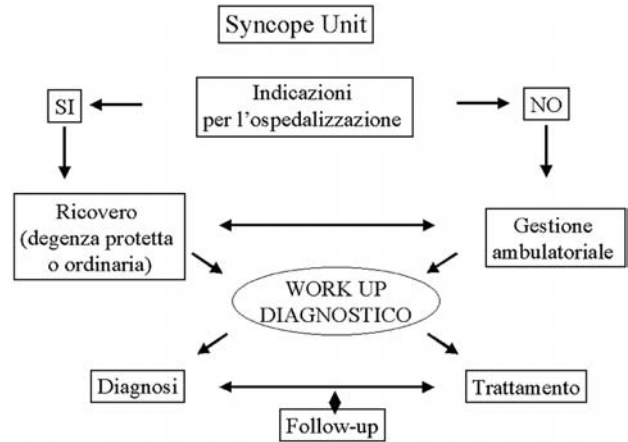 Syncope Unit
SI
Indicazioni
per l'ospedalizzazione
NO
Ricovero
(degenza protetta
o ordinaria)
Gestione
ambulatoriale
WORK UP
DIAGNOSTICO
Diagnosi
Trattamento
Follow-up